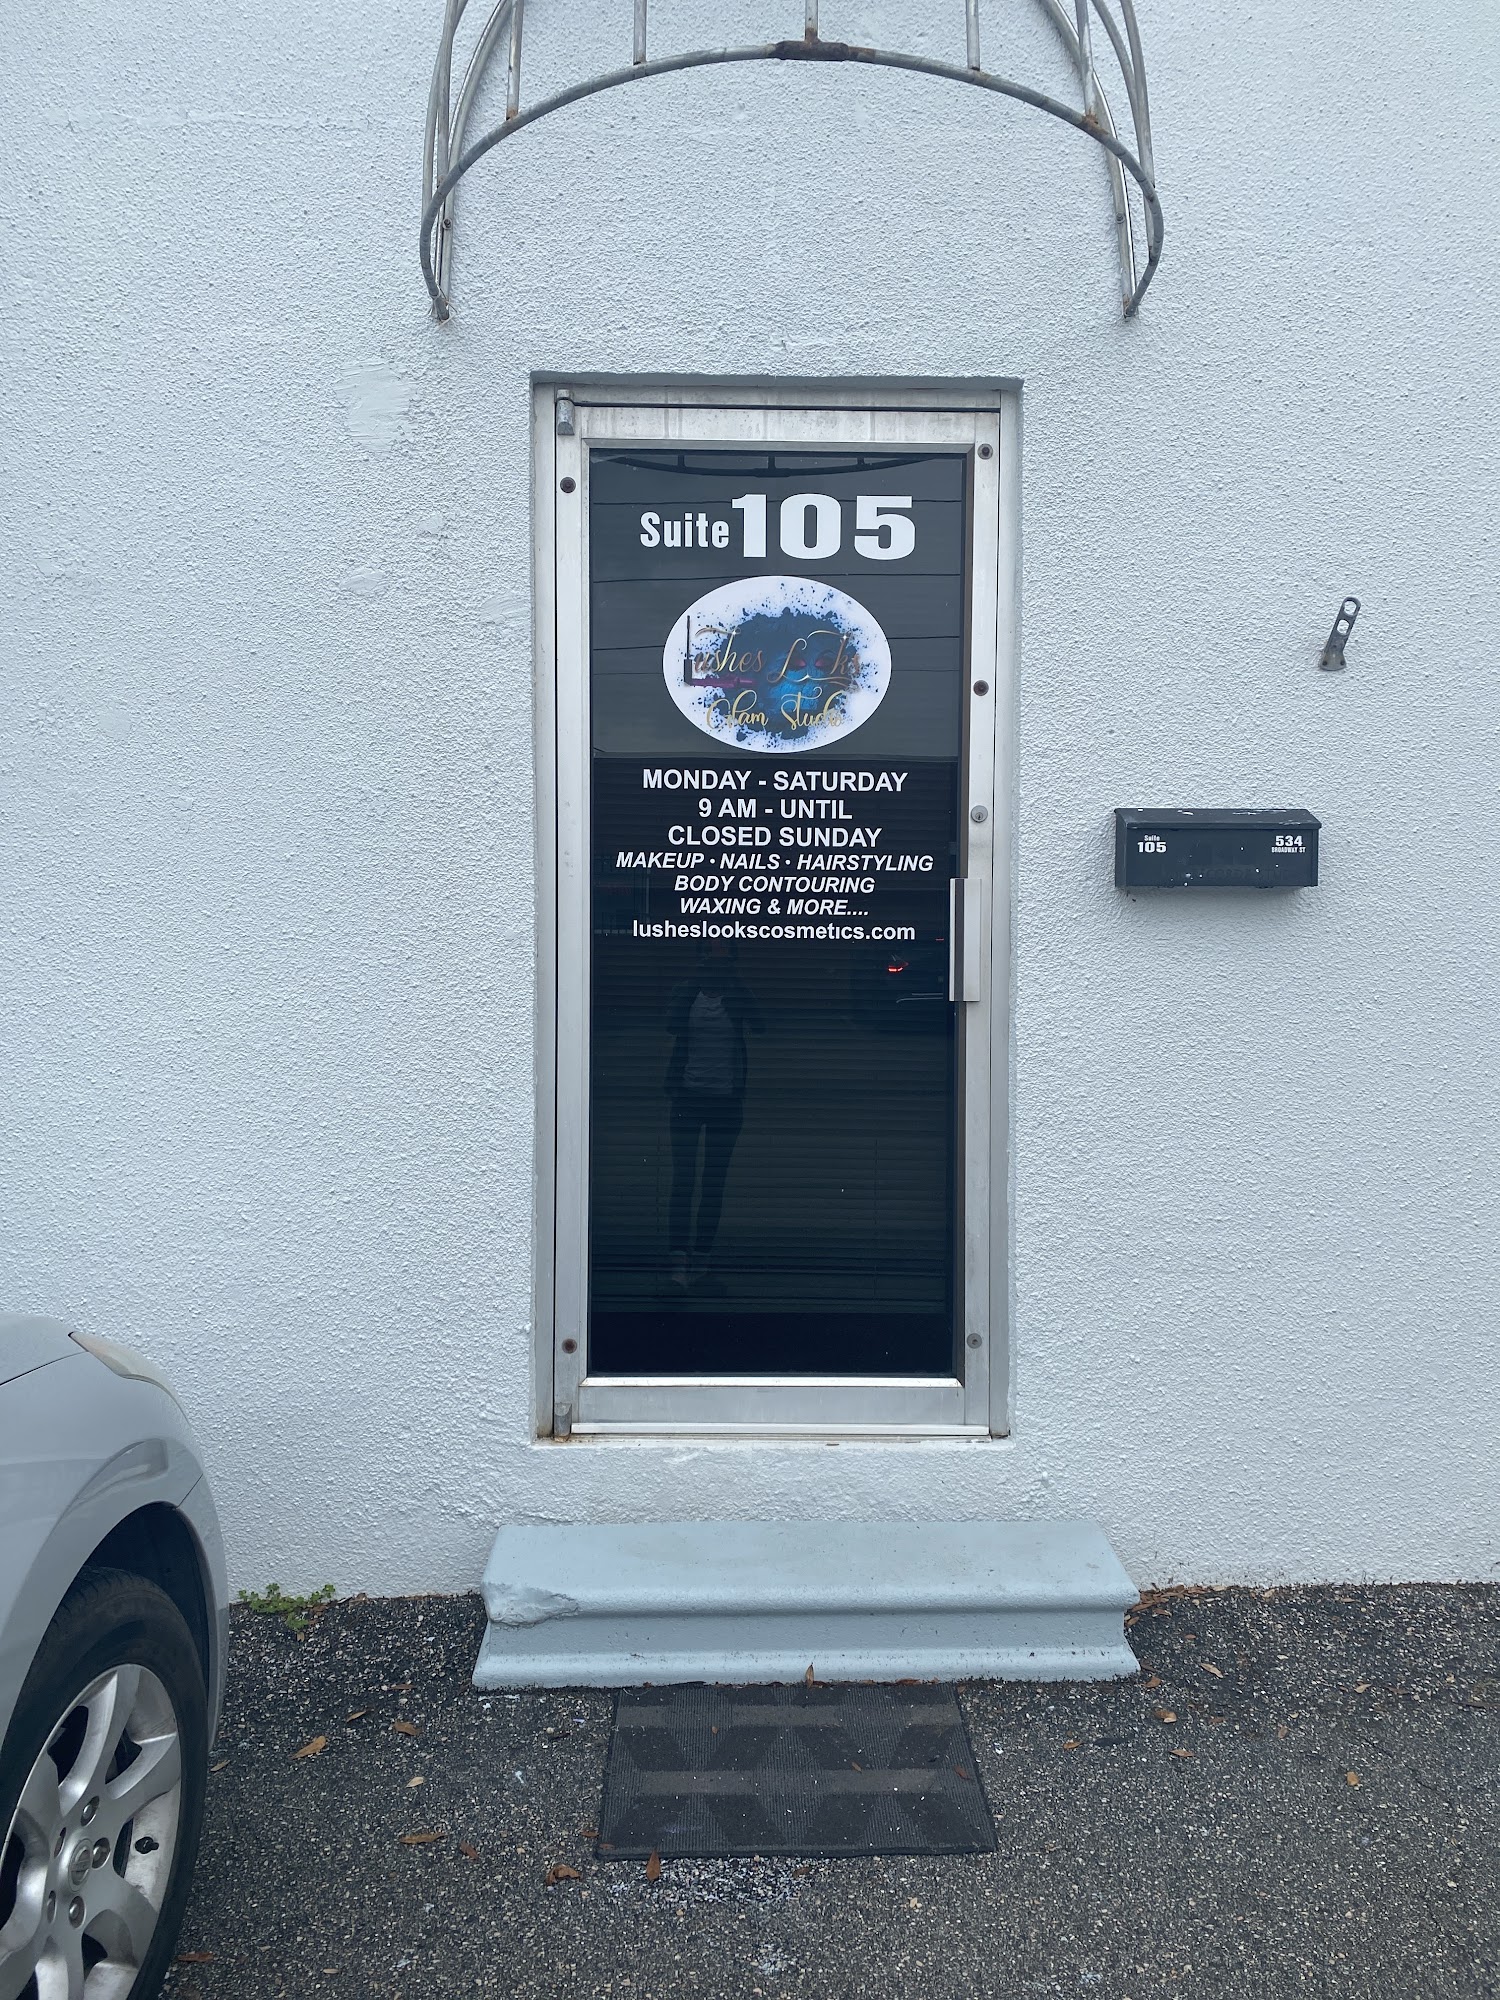 Suite 105
Lushes Looks
Glam Studio
MONDAY - SATURDAY
9 AM - UNTIL
CLOSED SUNDAY
MAKEUP • NAILS • HAIRSTYLING
BODY CONTOURING
WAXING & MORE....
lusheslookscosmetics.com
Suite
105
534
BROADWAY ST